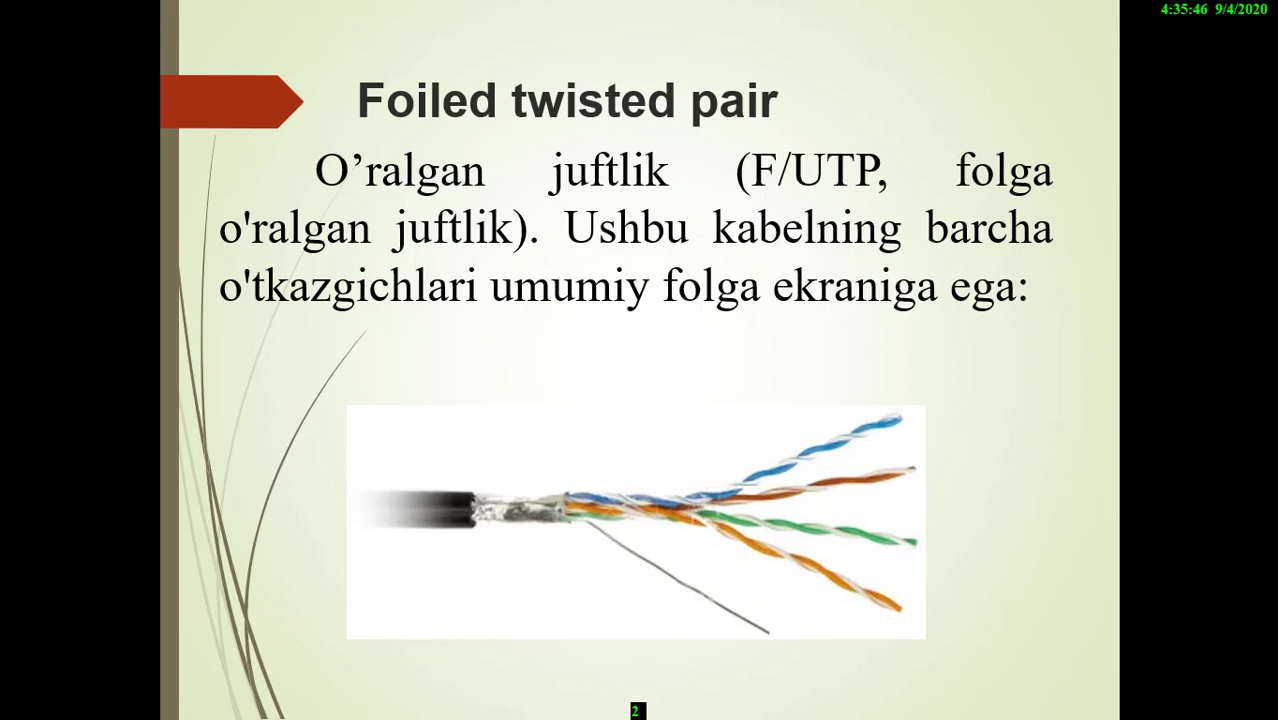 4:35:46 9/4/2020
Foiled twisted pair
O’ralgan juftlik (F/UTP, folga
o'ralgan juftlik). Ushbu kabelning barcha
o'tkazgichlari umumiy folga ekraniga ega:
2